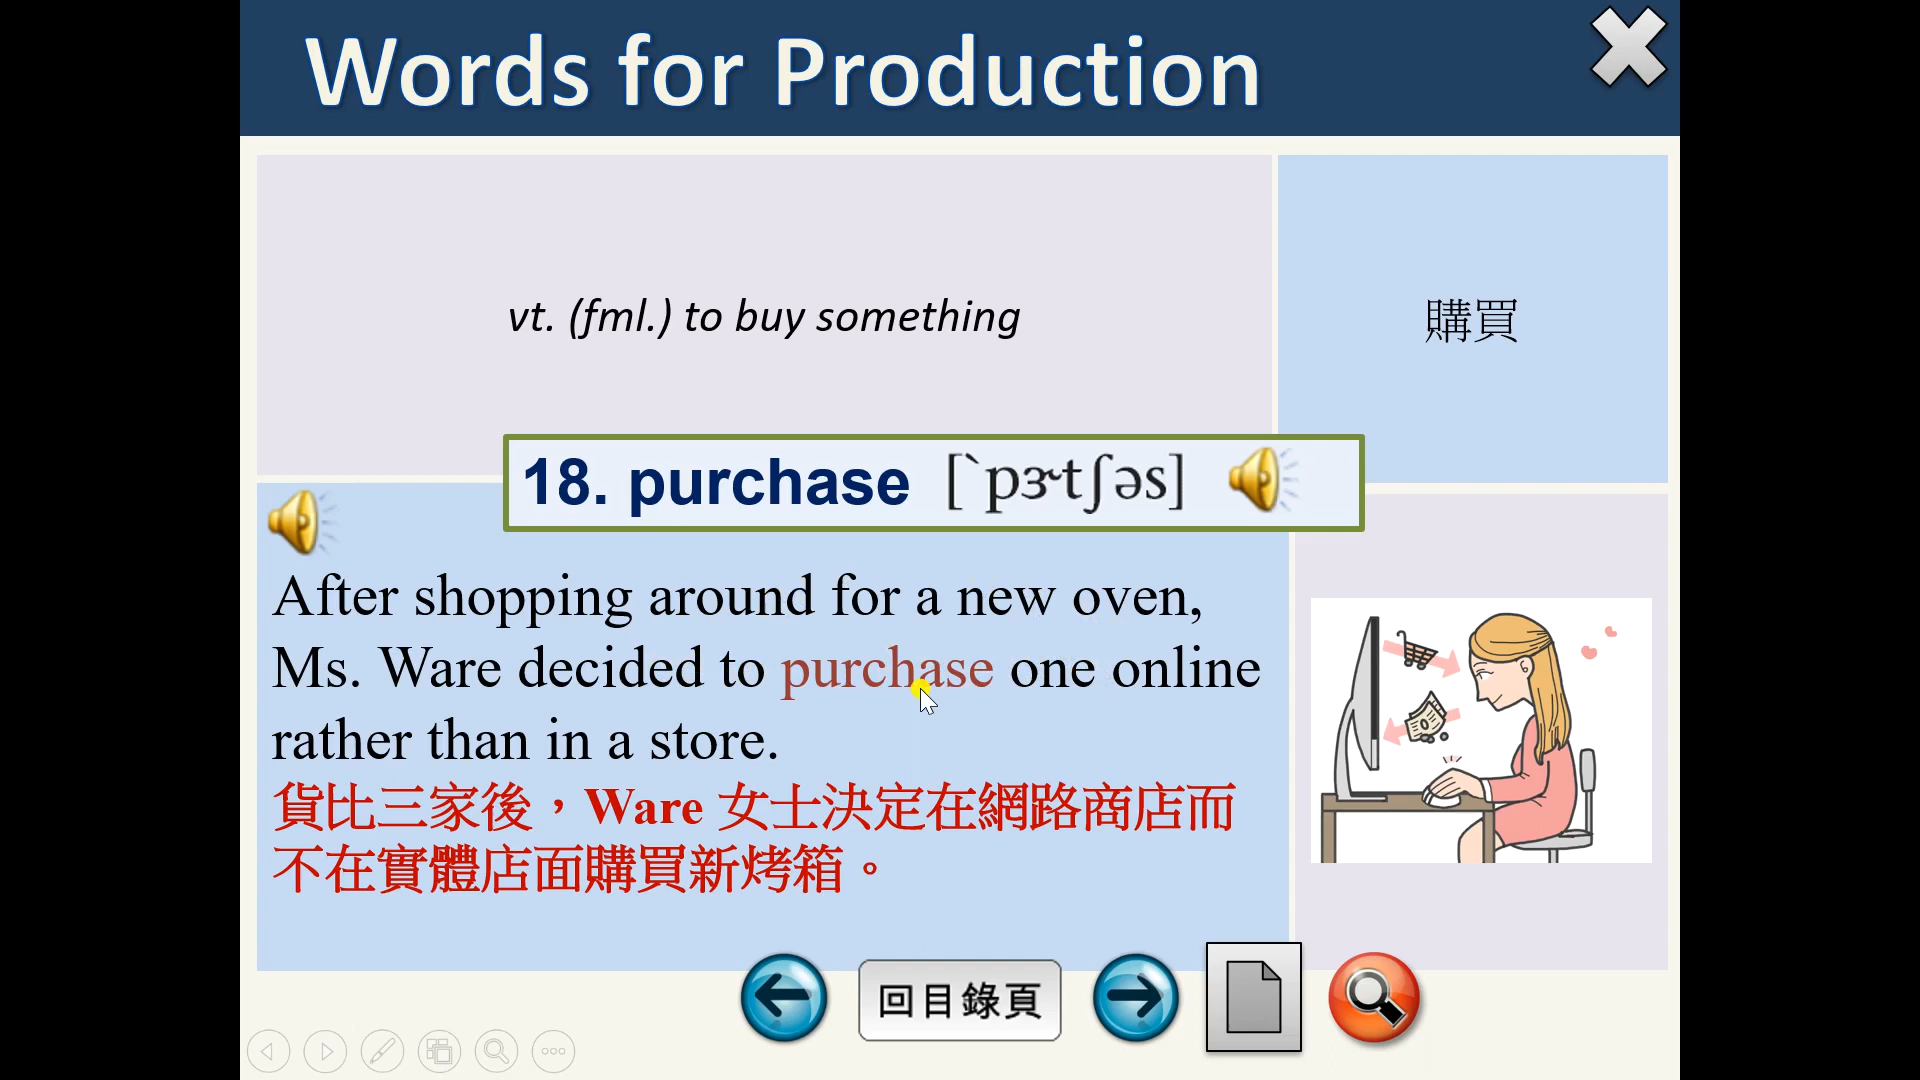 Words for Production
vt. (fml.) to buy something
購買
18. purchase [ˋpɝtʃəs]
After shopping around for a new oven,
Ms. Ware decided to purchase one online
rather than in a store.
貨比三家後，Ware 女士決定在網路商店而
不在實體店面購買新烤箱。
回目錄頁